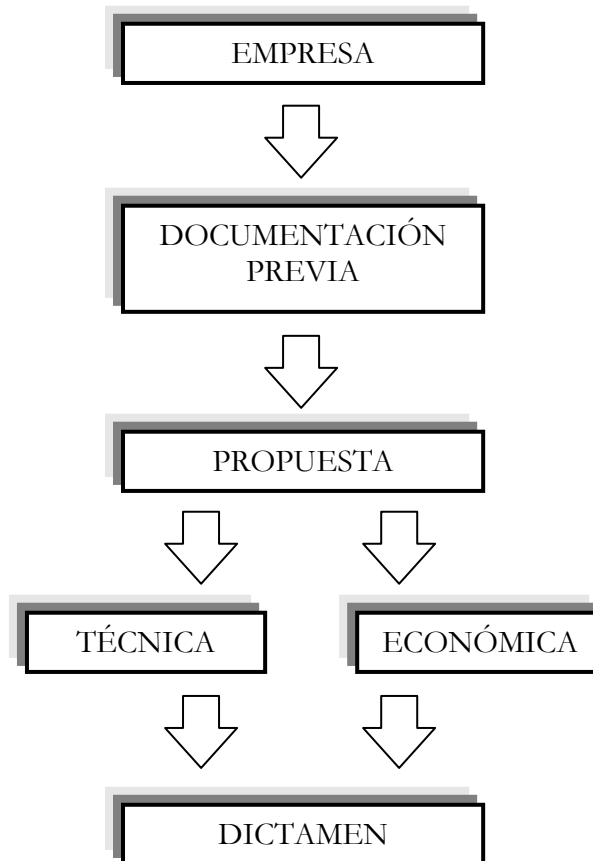 EMPRESA
DOCUMENTACIÓN
PREVIA
PROPUESTA
TÉCNICA
ECONÓMICA
DICTAMEN